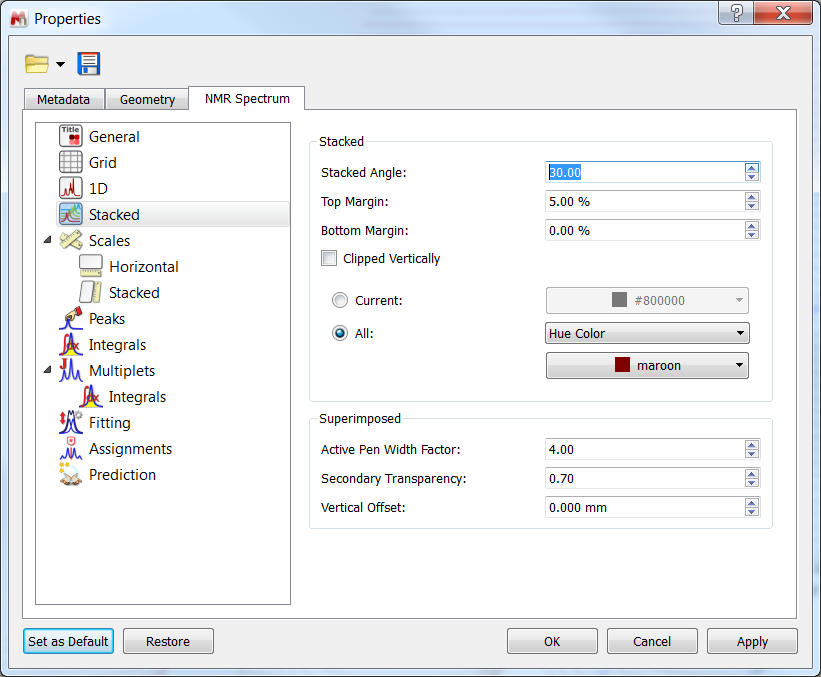 Properties
?
Metadata Geometry NMR Spectrum
Title
General
Grid
1D
Stacked
Scales
Horizontal
Stacked
Peaks
Integrals
Multiplets
Integrals
Fitting
Assignments
Prediction
Stacked
Stacked Angle: 30.00
Top Margin: 5.00 %
Bottom Margin: 0.00 %
Clipped Vertically
Current: #800000
All: Hue Color
maroon
Superimposed
Active Pen Width Factor: 4.00
Secondary Transparency: 0.70
Vertical Offset: 0.000 mm
Set as Default Restore OK Cancel Apply